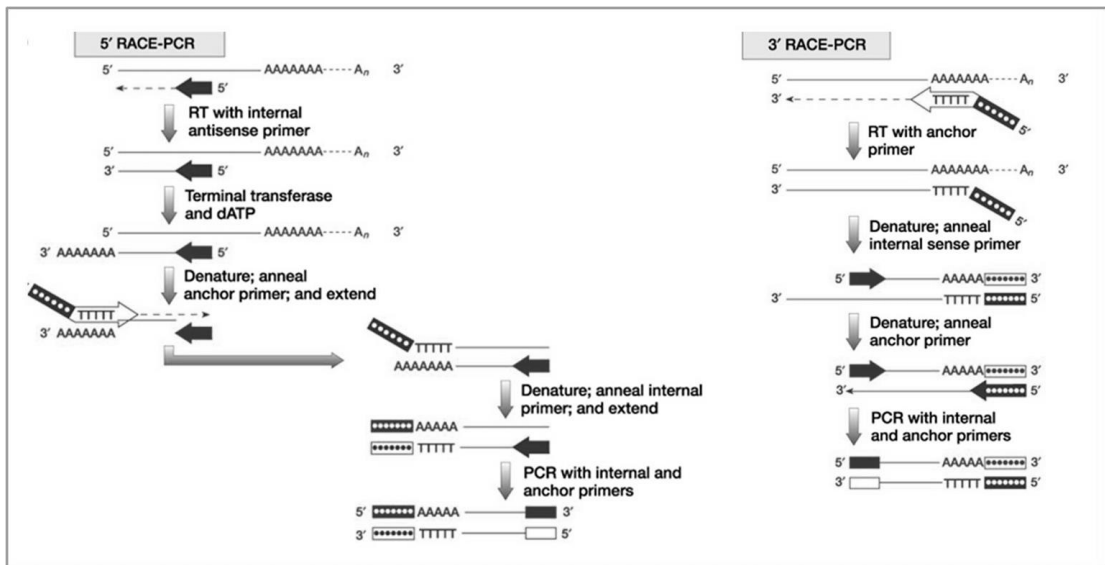 5′ RACE-PCR
5′ AAAAAAA----An 3′
5′
RT with internal
antisense primer
5′ AAAAAAA----An 3′
3′ 5′
Terminal transferase
and dATP
5′ AAAAAAA----An 3′
3′ AAAAAAA 5′
Denature; anneal
anchor primer; and extend
TTTTT
3′ AAAAAAA
TTTTT
AAAAAAA
Denature; anneal internal
primer; and extend
AAAAA
TTTTT
PCR with internal and
anchor primers
5′ AAAAA 3′
3′ TTTTT 5′
3′ RACE-PCR
5′ AAAAAAA----An 3′
3′ TTTTT 5′
RT with anchor
primer
5′ AAAAAAA----An 3′
3′ TTTTT 5′
Denature; anneal
internal sense primer
5′ AAAAA 3′
3′ TTTTT 5′
Denature; anneal
anchor primer
5′ AAAAA 3′
3′ 5′
PCR with internal
and anchor primers
5′ AAAAA 3′
3′ TTTTT 5′